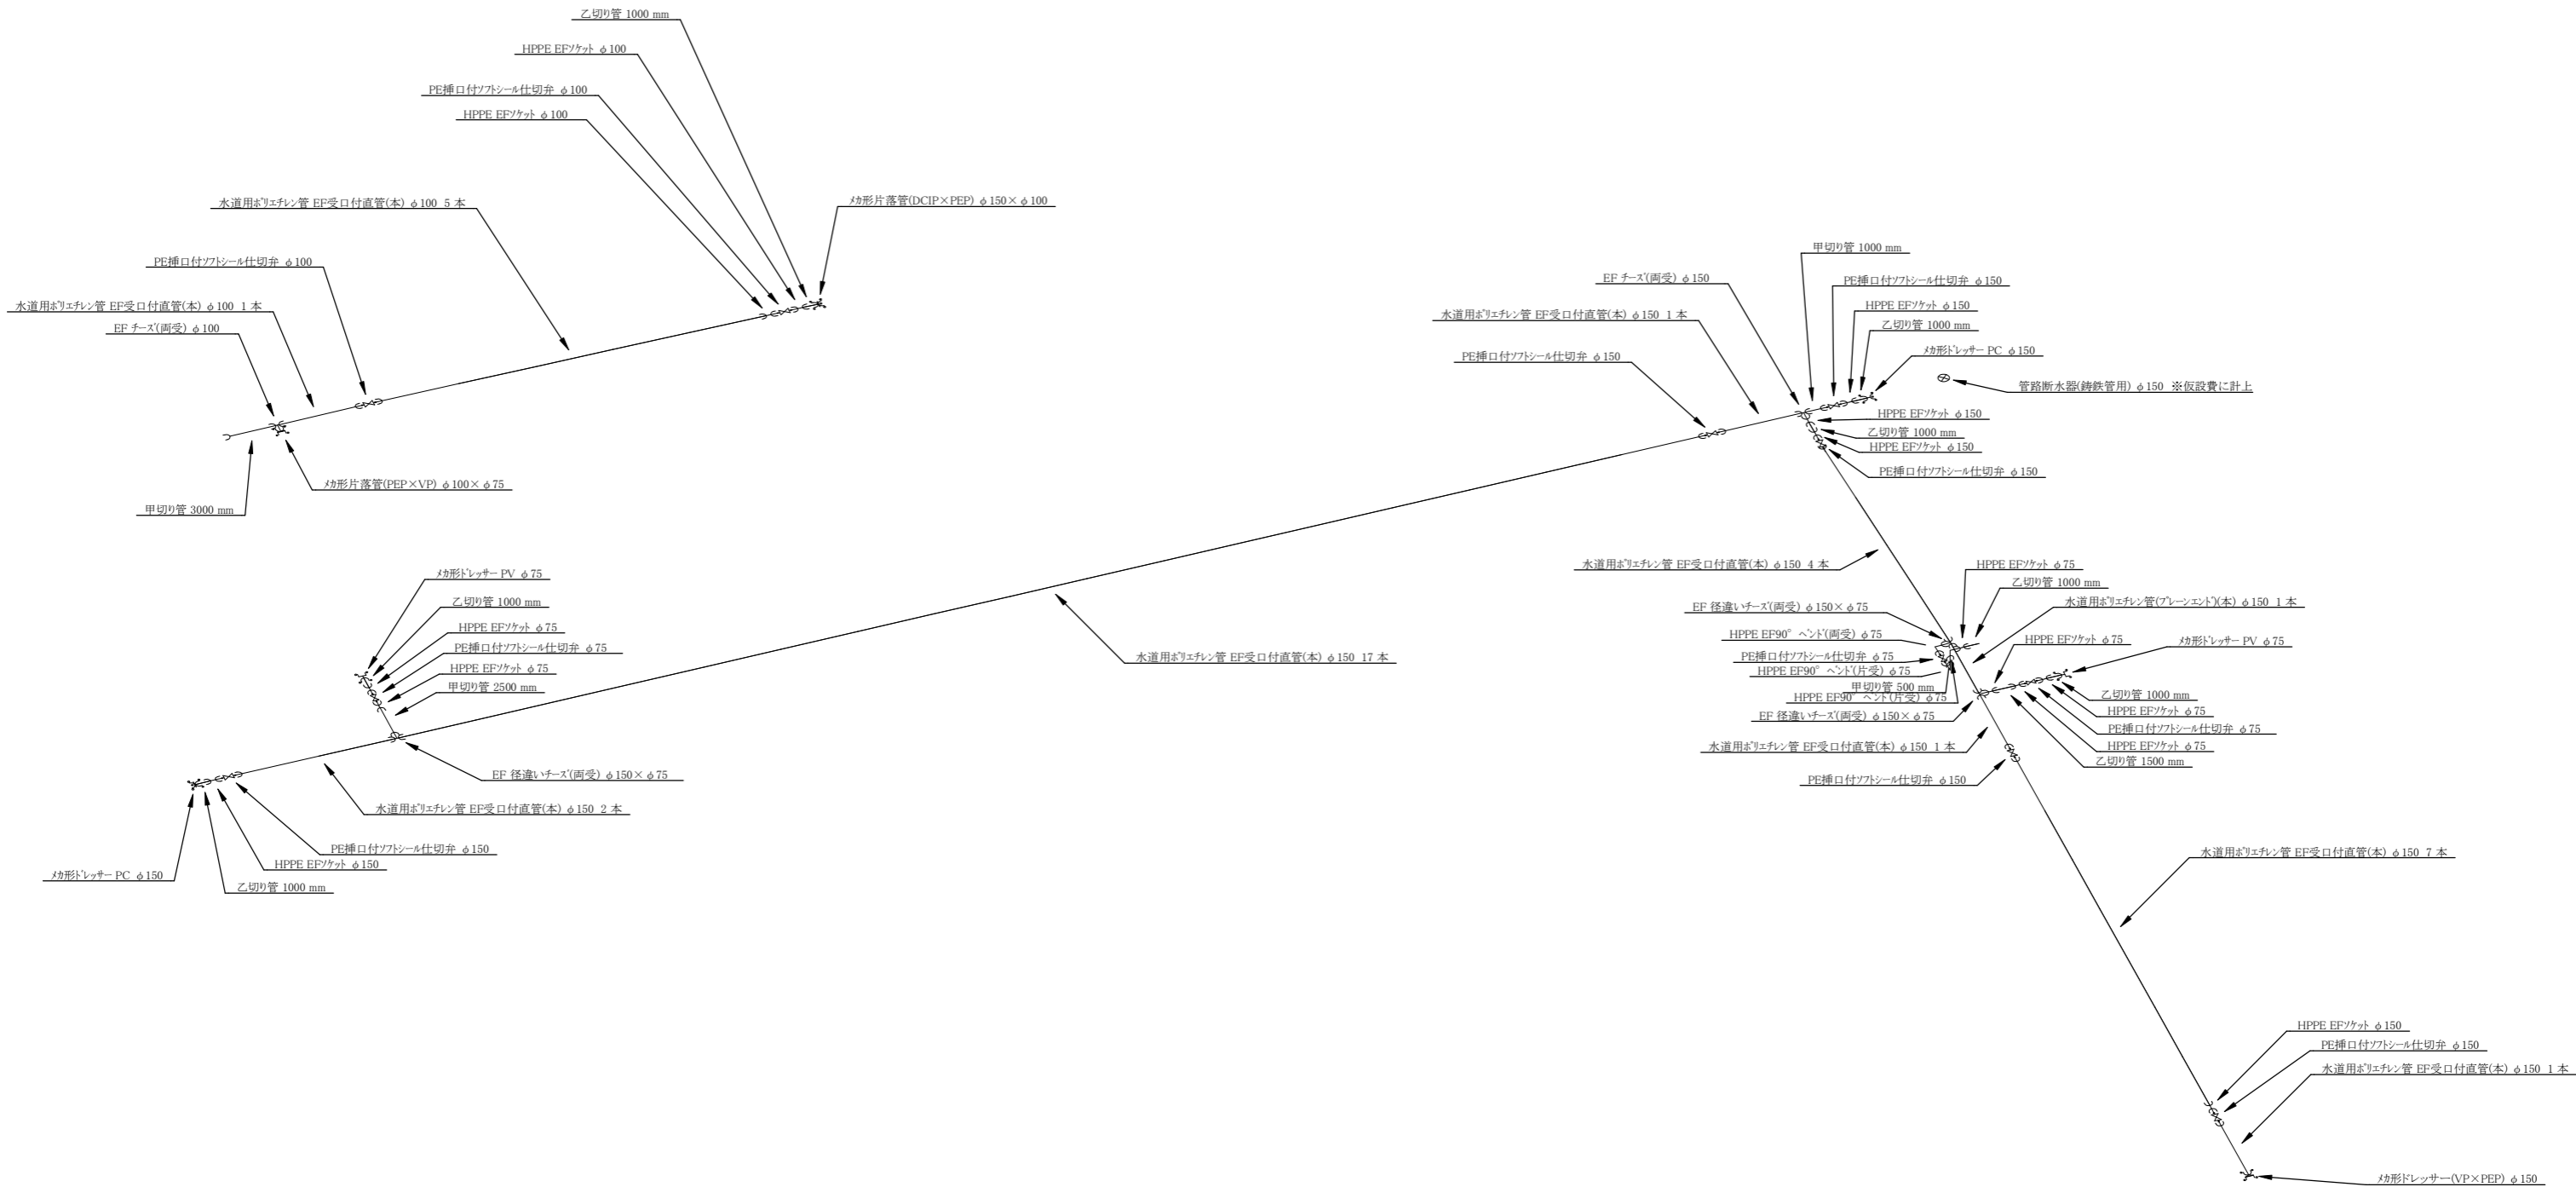 乙切り管 1000 mm
HPPE EFソケット φ100
PE挿口付ソフトシール仕切弁 φ100
HPPE EFソケット φ100
水道用ポリエチレン管 EF受口付直管(本) φ100 5 本
メカ形片落管(DCIP×PEP) φ150×φ100
PE挿口付ソフトシール仕切弁 φ100
水道用ポリエチレン管 EF受口付直管(本) φ100 1 本
EF チーズ(両受) φ100
メカ形片落管(PEP×VP) φ100×φ75
甲切り管 3000 mm
甲切り管 1000 mm
EF チーズ(両受) φ150
PE挿口付ソフトシール仕切弁 φ150
HPPE EFソケット φ150
水道用ポリエチレン管 EF受口付直管(本) φ150 1 本
乙切り管 1000 mm
メカ形ドレッサー PC φ150
PE挿口付ソフトシール仕切弁 φ150
管路断水器(鋳鉄管用) φ150 ※仮設費に計上
HPPE EFソケット φ150
乙切り管 1000 mm
HPPE EFソケット φ150
PE挿口付ソフトシール仕切弁 φ150
水道用ポリエチレン管 EF受口付直管(本) φ150 4 本
HPPE EFソケット φ75
乙切り管 1000 mm
水道用ポリエチレン管(プレーンエンド)(本) φ150 1 本
EF 径違いチーズ(両受) φ150×φ75
HPPE EF90° ベンド(両受) φ75
HPPE EFソケット φ75
メカ形ドレッサー PV φ75
PE挿口付ソフトシール仕切弁 φ75
HPPE EF90° ベンド(片受) φ75
甲切り管 500 mm
HPPE EF90° ベンド(片受) φ75
乙切り管 1000 mm
HPPE EFソケット φ75
EF 径違いチーズ(両受) φ150×φ75
PE挿口付ソフトシール仕切弁 φ75
HPPE EFソケット φ75
水道用ポリエチレン管 EF受口付直管(本) φ150 1 本
乙切り管 1500 mm
PE挿口付ソフトシール仕切弁 φ150
メカ形ドレッサー PV φ75
乙切り管 1000 mm
HPPE EFソケット φ75
PE挿口付ソフトシール仕切弁 φ75
HPPE EFソケット φ75
甲切り管 2500 mm
水道用ポリエチレン管 EF受口付直管(本) φ150 17 本
EF 径違いチーズ(両受) φ150×φ75
水道用ポリエチレン管 EF受口付直管(本) φ150 2 本
PE挿口付ソフトシール仕切弁 φ150
HPPE EFソケット φ150
メカ形ドレッサー PC φ150
乙切り管 1000 mm
水道用ポリエチレン管 EF受口付直管(本) φ150 7 本
HPPE EFソケット φ150
PE挿口付ソフトシール仕切弁 φ150
水道用ポリエチレン管 EF受口付直管(本) φ150 1 本
メカ形ドレッサー(VP×PEP) φ150